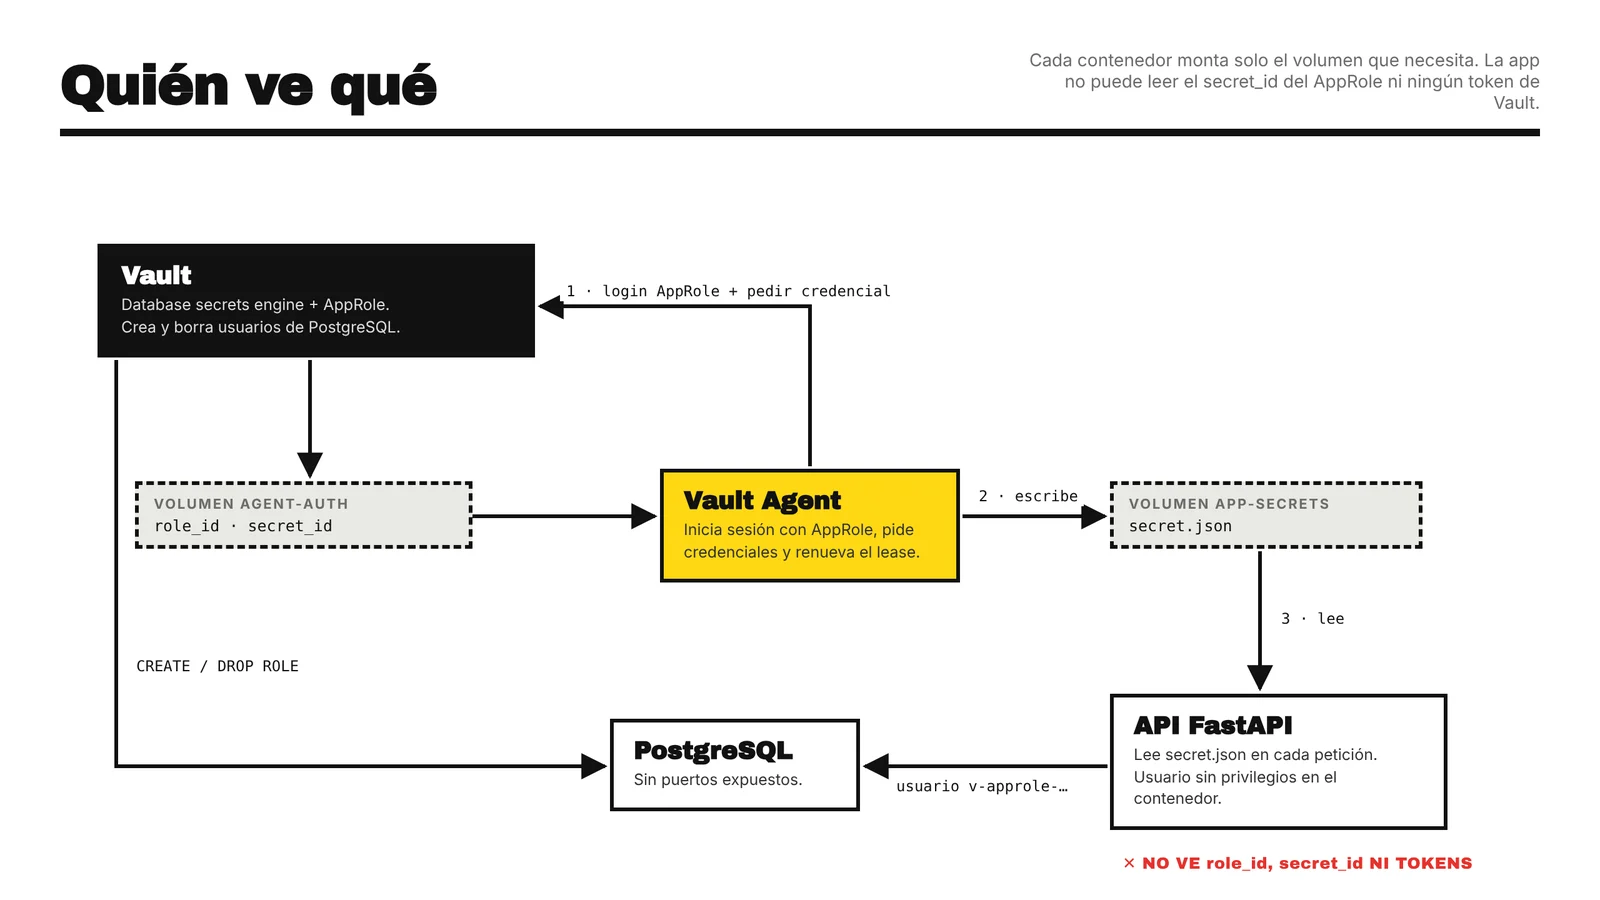 Quién ve qué
Cada contenedor monta solo el volumen que necesita. La app
no puede leer el secret_id del AppRole ni ningún token de
Vault.
Vault
Database secrets engine + AppRole.
Crea y borra usuarios de PostgreSQL.
1 · login AppRole + pedir credencial
VOLUMEN AGENT-AUTH
role_id · secret_id
Vault Agent
Inicia sesión con AppRole, pide
credenciales y renueva el lease.
2 · escribe
VOLUMEN APP-SECRETS
secret.json
3 · lee
CREATE / DROP ROLE
PostgreSQL
Sin puertos expuestos.
usuario v-approle-…
API FastAPI
Lee secret.json en cada petición.
Usuario sin privilegios en el
contenedor.
✕ NO VE role_id, secret_id NI TOKENS